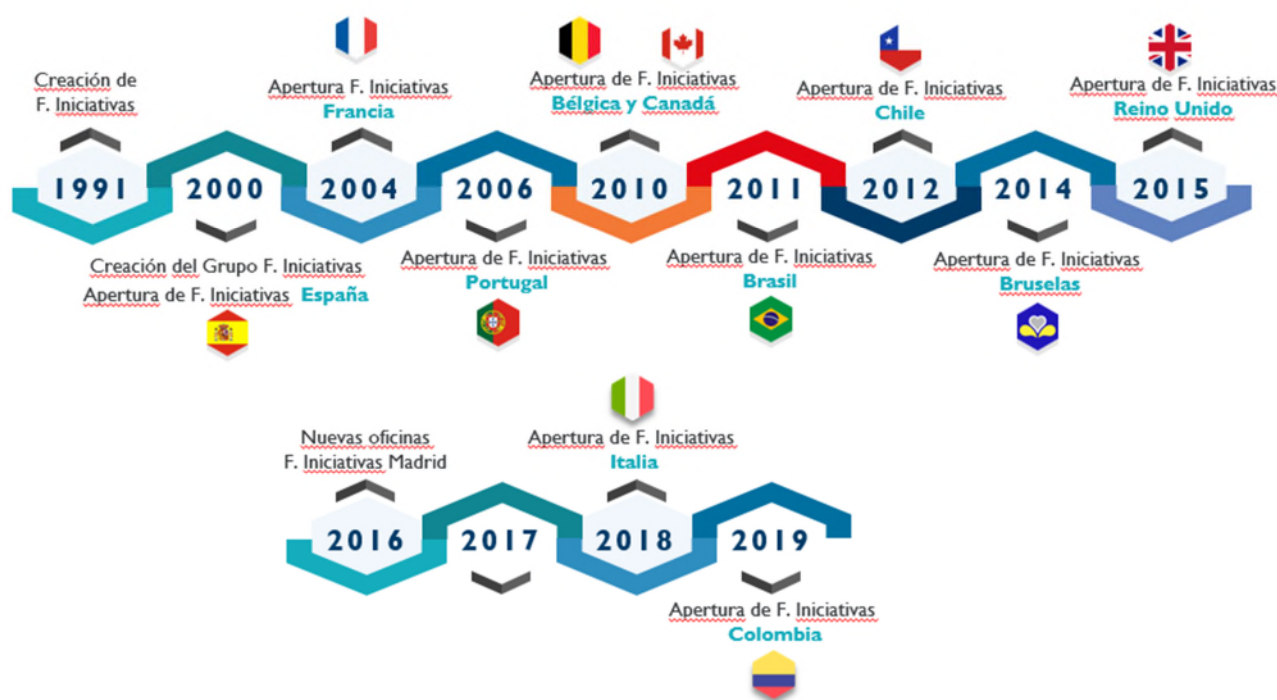 Creación de
F. Iniciativas
Apertura F. Iniciativas
Francia
Apertura de F. Iniciativas
Bélgica y Canadá
Apertura de F. Iniciativas
Chile
Apertura de F. Iniciativas
Reino Unido
1991
2000
2004
2006
2010
2011
2012
2014
2015
Creación del Grupo F. Iniciativas
Apertura de F. Iniciativas España
Apertura de F. Iniciativas
Portugal
Apertura de F. Iniciativas
Brasil
Apertura de F. Iniciativas
Bruselas
Nuevas oficinas
F. Iniciativas Madrid
Apertura de F. Iniciativas
Italia
2016
2017
2018
2019
Apertura de F. Iniciativas
Colombia